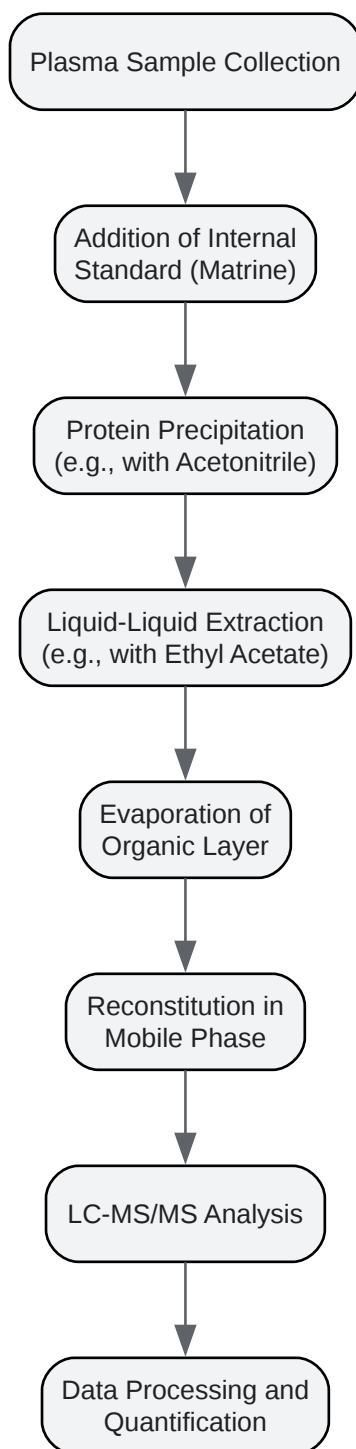 Plasma Sample Collection
Addition of Internal
Standard (Matrine)
Protein Precipitation
(e.g., with Acetonitrile)
Liquid-Liquid Extraction
(e.g., with Ethyl Acetate)
Evaporation of
Organic Layer
Reconstitution in
Mobile Phase
LC-MS/MS Analysis
Data Processing and
Quantification